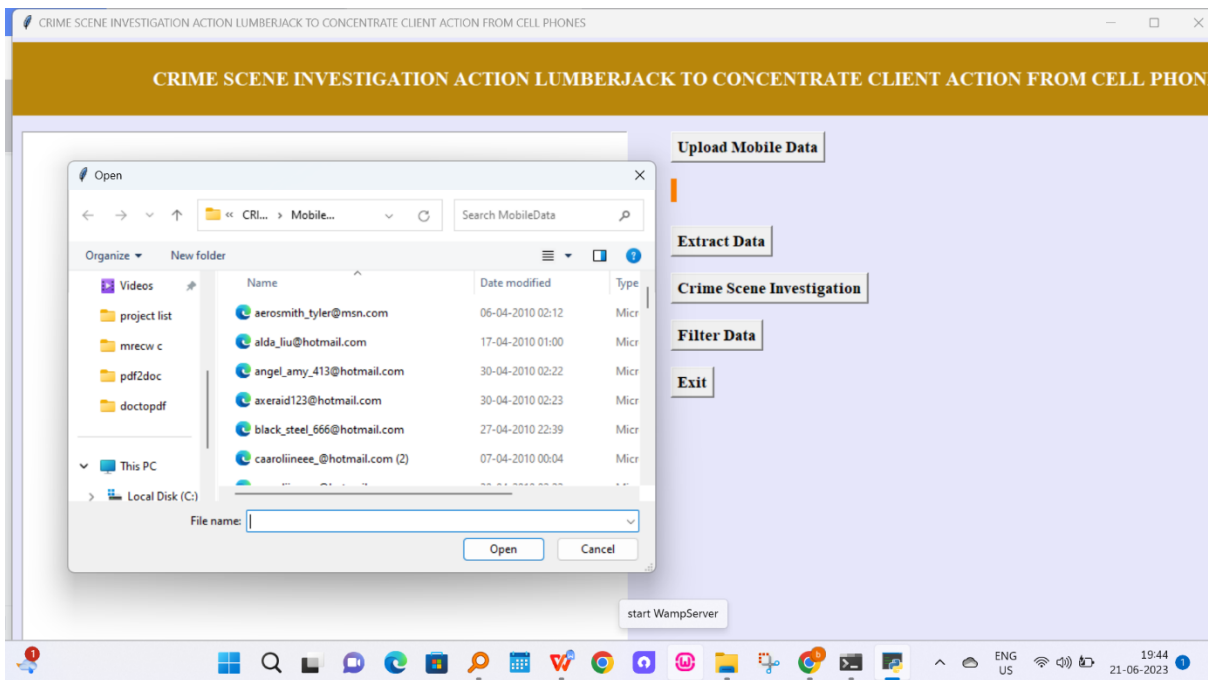 CRIME SCENE INVESTIGATION ACTION LUMBERJACK TO CONCENTRATE CLIENT ACTION FROM CELL PHONES
CRIME SCENE INVESTIGATION ACTION LUMBERJACK TO CONCENTRATE CLIENT ACTION FROM CELL PHON
Open
« CRI... › Mobile...
Search MobileData
Organize
New folder
Videos
project list
mrecw c
pdf2doc
doctopdf
This PC
Local Disk (C:)
Name Date modified Type
aerosmith_tyler@msn.com 06-04-2010 02:12 Micr
alda_liu@hotmail.com 17-04-2010 01:00 Micr
angel_amy_413@hotmail.com 30-04-2010 02:22 Micr
axeraid123@hotmail.com 30-04-2010 02:23 Micr
black_steel_666@hotmail.com 27-04-2010 22:39 Micr
caaroliineee_@hotmail.com (2) 07-04-2010 00:04 Micr
File name:
Open Cancel
Upload Mobile Data
Extract Data
Crime Scene Investigation
Filter Data
Exit
start WampServer
1
ENG
US
19:44
21-06-2023
1